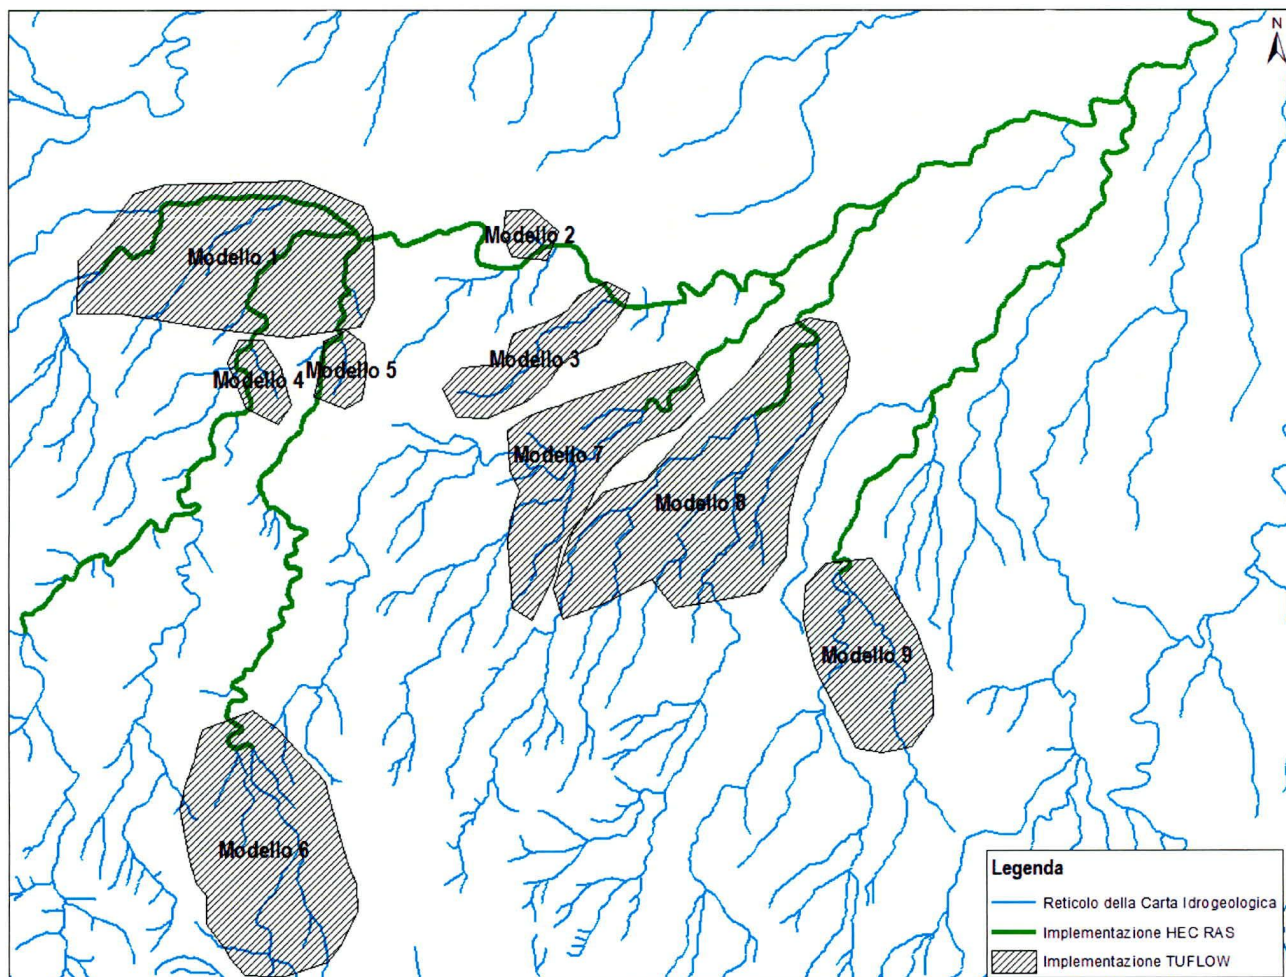 N
Modello 1
Modello 2
Modello 3
Modello 4
Modello 5
Modello 7
Modello 8
Modello 9
Modello 6
Legenda
Reticolo della Carta Idrogeologica
Implementazione HEC RAS
Implementazione TUFLOW